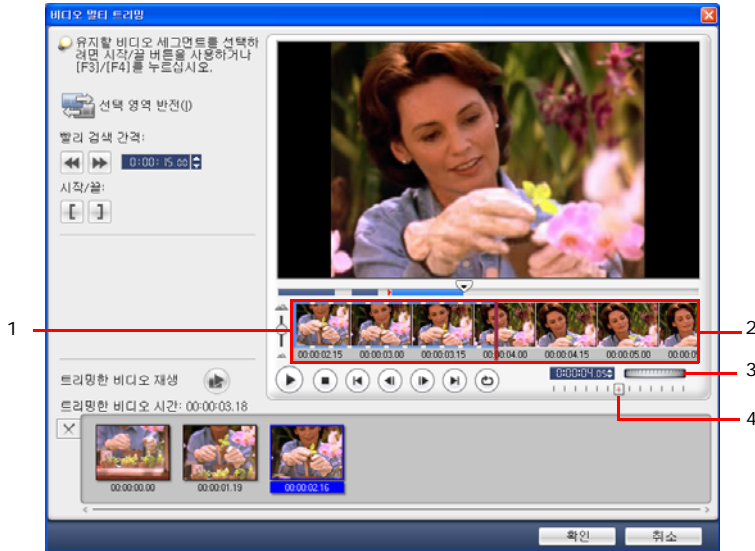 비디오 멀티 트리밍
유지할 비디오 세그먼트를 선택하
려면 시작/끝 버튼을 사용하거나
[F3]/[F4]를 누르십시오.
선택 영역 반전(I)
빨리 검색 간격:
0:00:15.00
시작/끝:
1
2
00:00:02.15 00:00:03.00 00:00:03.15 00:00:04.00 00:00:04.15 00:00:05.00
3
트리밍한 비디오 재생
0:00:04.05
트리밍한 비디오 시간: 00:00:03.18
4
00:00:00.00 00:00:01.19 00:00:02.16
확인 취소